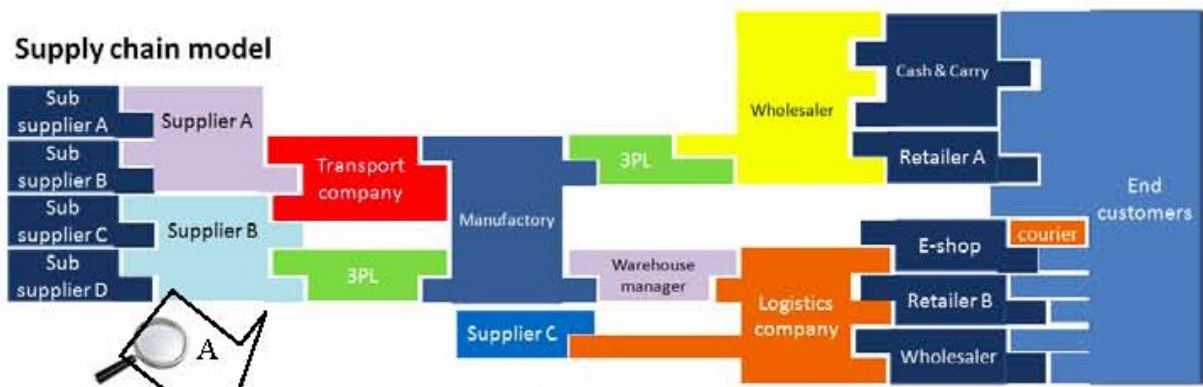 Supply chain model
Sub
supplier A
Sub
supplier B
Sub
supplier C
Sub
supplier D
Supplier A
Supplier B
Transport
company
3PL
Manufactory
Supplier C
3PL
Warehouse
manager
Wholesaler
Logistics
company
Cash & Carry
Retailer A
E-shop
courier
Retailer B
Wholesaler
End
customers
A